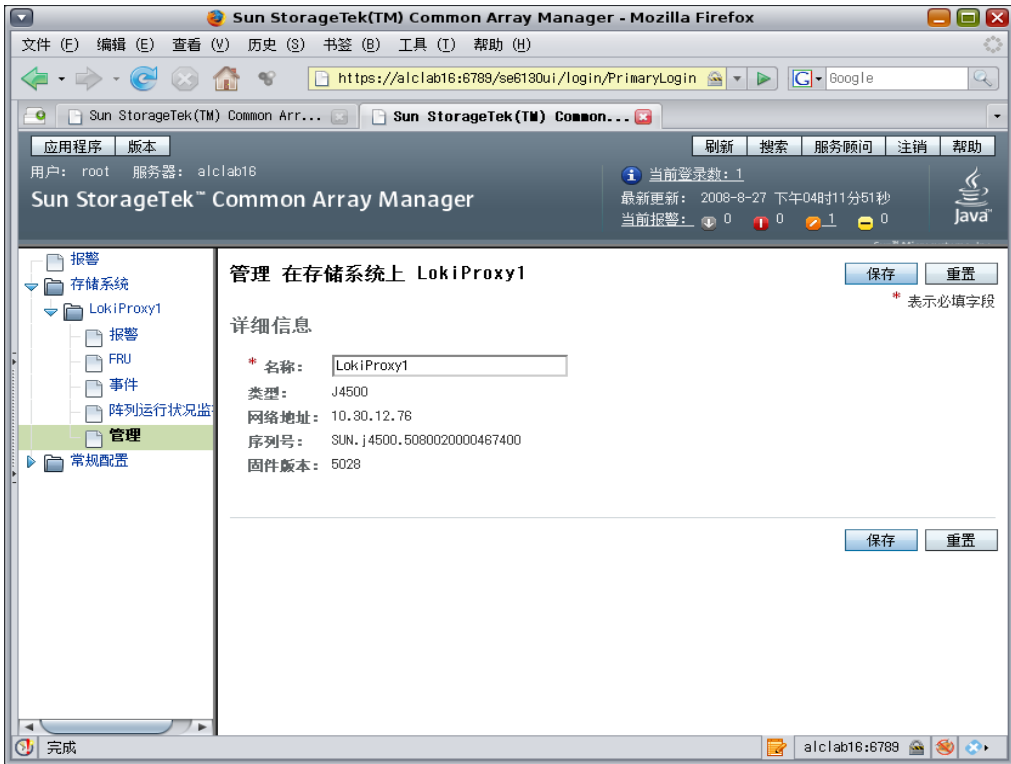 Sun StorageTek(TM) Common Array Manager - Mozilla Firefox
文件 (F) 编辑 (E) 查看 (V) 历史 (S) 书签 (B) 工具 (T) 帮助 (H)
https://alclab16:6789/se6130ui/login/PrimaryLogin
Google
Sun StorageTek(TM) Common Arr...
Sun StorageTek(TM) Common...
应用程序 版本
刷新 搜索 服务顾问 注销 帮助
用户: root 服务器: alclab16
Sun StorageTek™ Common Array Manager
当前登录数: 1
最新更新: 2008-8-27 下午04时11分51秒
当前报警: 0 0 1 0
Java™
报警
存储系统
LokiProxy1
报警
FRU
事件
阵列运行状况监
管理
常规配置
管理 在存储系统上 LokiProxy1
保存 重置
* 表示必填字段
详细信息
* 名称: LokiProxy1
类型: J4500
网络地址: 10.30.12.76
序列号: SUN.j4500.5080020000467400
固件版本: 5028
保存 重置
完成
alclab16:6789